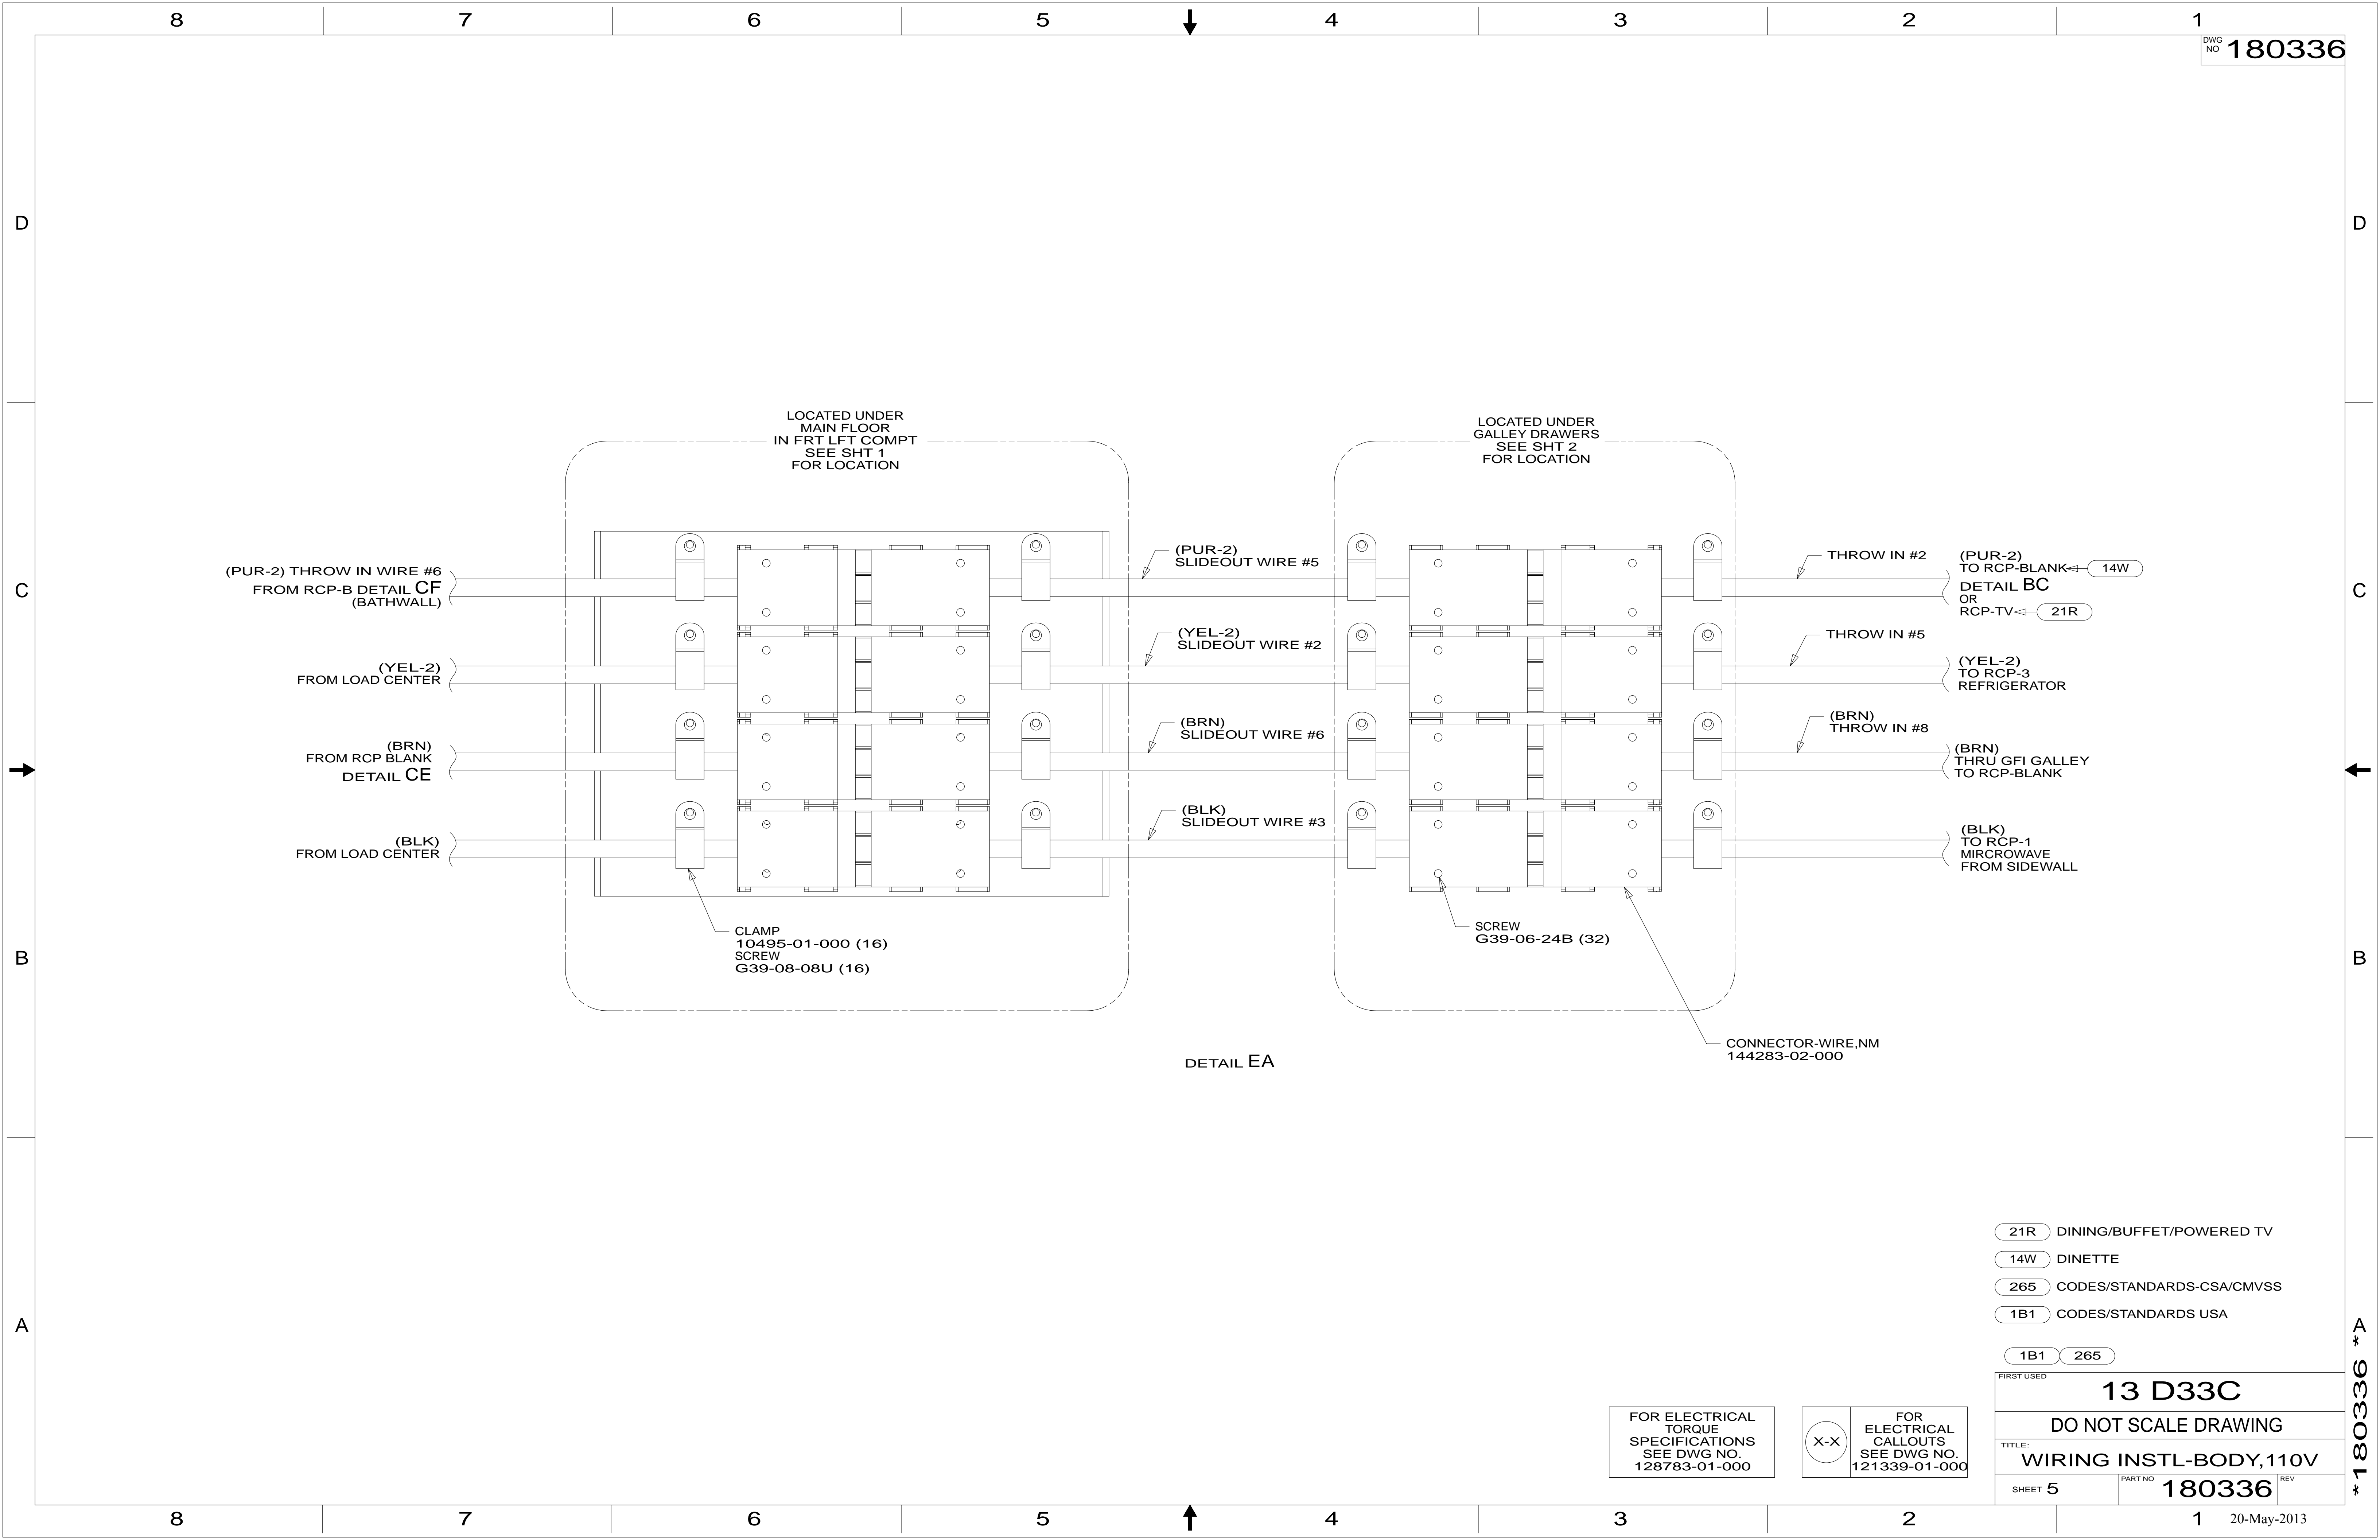 8 7 6 5 4 3 2 1
DWG
NO 180336
D D
LOCATED UNDER
MAIN FLOOR
IN FRT LFT COMPT
SEE SHT 1
FOR LOCATION
LOCATED UNDER
GALLEY DRAWERS
SEE SHT 2
FOR LOCATION
C C
(PUR-2) THROW IN WIRE #6
FROM RCP-B DETAIL CF
(BATHWALL)
(PUR-2)
SLIDEOUT WIRE #5
THROW IN #2
(PUR-2)
TO RCP-BLANK 14W
DETAIL BC
OR
RCP-TV 21R
(YEL-2)
FROM LOAD CENTER
(YEL-2)
SLIDEOUT WIRE #2
THROW IN #5
(YEL-2)
TO RCP-3
REFRIGERATOR
(BRN)
FROM RCP BLANK
DETAIL CE
(BRN)
SLIDEOUT WIRE #6
(BRN)
THROW IN #8
(BRN)
THRU GFI GALLEY
TO RCP-BLANK
(BLK)
FROM LOAD CENTER
(BLK)
SLIDEOUT WIRE #3
(BLK)
TO RCP-1
MIRCROWAVE
FROM SIDEWALL
CLAMP
10495-01-000 (16)
SCREW
G39-08-08U (16)
SCREW
G39-06-24B (32)
B B
CONNECTOR-WIRE,NM
144283-02-000
DETAIL EA
21R DINING/BUFFET/POWERED TV
14W DINETTE
265 CODES/STANDARDS-CSA/CMVSS
1B1 CODES/STANDARDS USA
A A
1B1 265
FOR ELECTRICAL
TORQUE
SPECIFICATIONS
SEE DWG NO.
128783-01-000
X-X
FOR
ELECTRICAL
CALLOUTS
SEE DWG NO.
121339-01-000
FIRST USED
13 D33C
DO NOT SCALE DRAWING
TITLE:
WIRING INSTL-BODY,110V
SHEET 5
PART NO 180336
REV
*180336*
8 7 6 5 4 3 2 1
20-May-2013